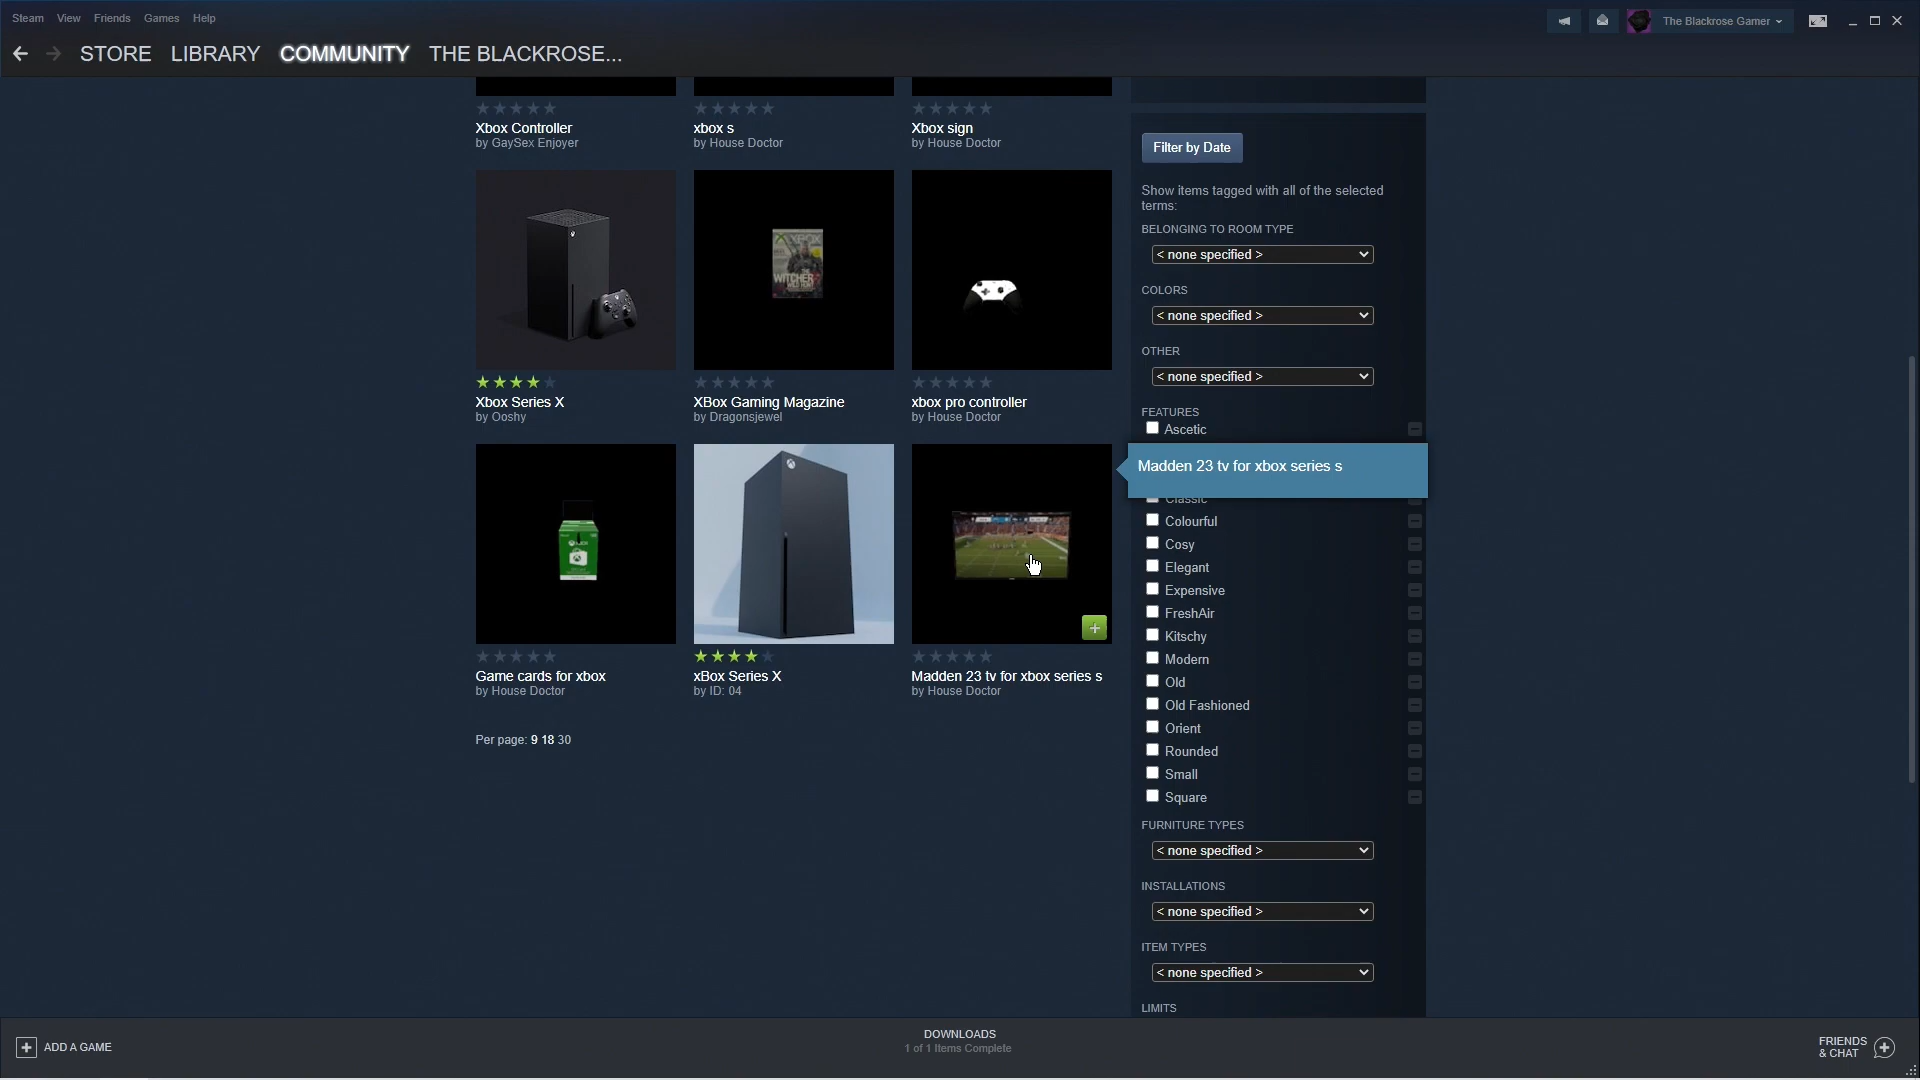 Steam View Friends Games Help
The Blackrose Gamer
STORE LIBRARY COMMUNITY THE BLACKROSE...
Xbox Controller
by GaySex Enjoyer
xbox s
by House Doctor
Xbox sign
by House Doctor
XBOX
THE
WITCHER
WILD HUNT
Xbox Series X
by Ooshy
XBox Gaming Magazine
by Dragonsjewel
xbox pro controller
by House Doctor
Game cards for xbox
by House Doctor
xBox Series X
by ID: 04
Madden 23 tv for xbox series s
by House Doctor
Per page: 9 18 30
Filter by Date
Show items tagged with all of the selected
terms:
BELONGING TO ROOM TYPE
< none specified >
COLORS
< none specified >
OTHER
< none specified >
FEATURES
Ascetic
Madden 23 tv for xbox series s
Classic
Colourful
Cosy
Elegant
Expensive
FreshAir
Kitschy
Modern
Old
Old Fashioned
Orient
Rounded
Small
Square
FURNITURE TYPES
< none specified >
INSTALLATIONS
< none specified >
ITEM TYPES
< none specified >
LIMITS
ADD A GAME
DOWNLOADS
1 of 1 Items Complete
FRIENDS
& CHAT